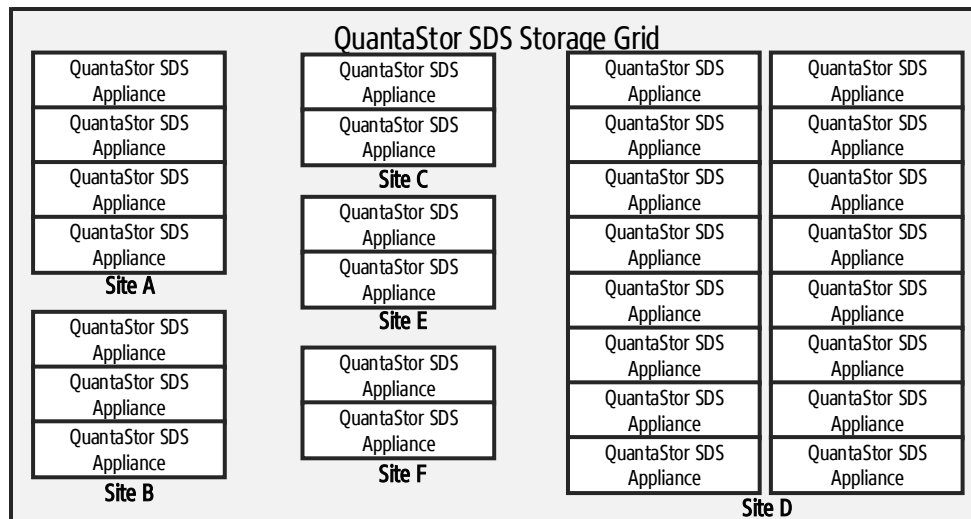 QuantaStor SDS Storage Grid
QuantaStor SDS
Appliance
QuantaStor SDS
Appliance
QuantaStor SDS
Appliance
QuantaStor SDS
Appliance
Site A
QuantaStor SDS
Appliance
QuantaStor SDS
Appliance
QuantaStor SDS
Appliance
Site B
QuantaStor SDS
Appliance
QuantaStor SDS
Appliance
Site C
QuantaStor SDS
Appliance
QuantaStor SDS
Appliance
Site E
QuantaStor SDS
Appliance
QuantaStor SDS
Appliance
Site F
QuantaStor SDS
Appliance
QuantaStor SDS
Appliance
QuantaStor SDS
Appliance
QuantaStor SDS
Appliance
QuantaStor SDS
Appliance
QuantaStor SDS
Appliance
QuantaStor SDS
Appliance
QuantaStor SDS
Appliance
QuantaStor SDS
Appliance
QuantaStor SDS
Appliance
QuantaStor SDS
Appliance
QuantaStor SDS
Appliance
QuantaStor SDS
Appliance
QuantaStor SDS
Appliance
QuantaStor SDS
Appliance
QuantaStor SDS
Appliance
Site D